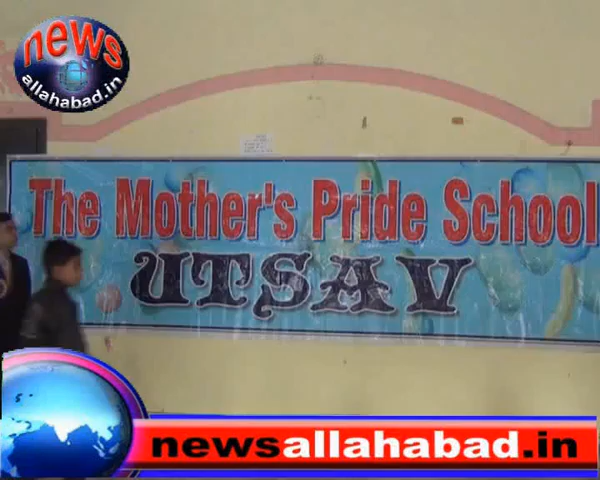 news
allahabad.in
The Mother's Pride School
UTSAV
newsallahabad.in